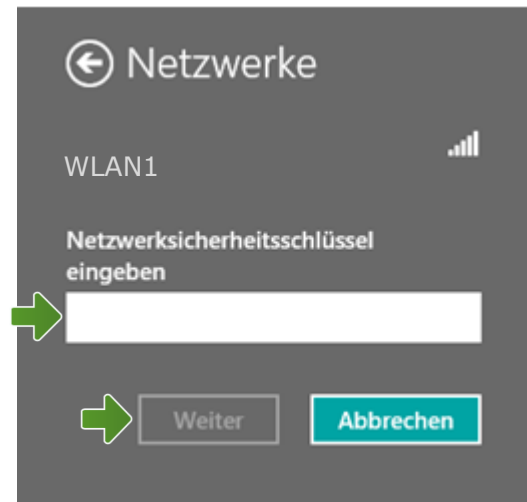 Netzwerke
WLAN1
Netzwerksicherheitsschlüssel
eingeben
Weiter
Abbrechen